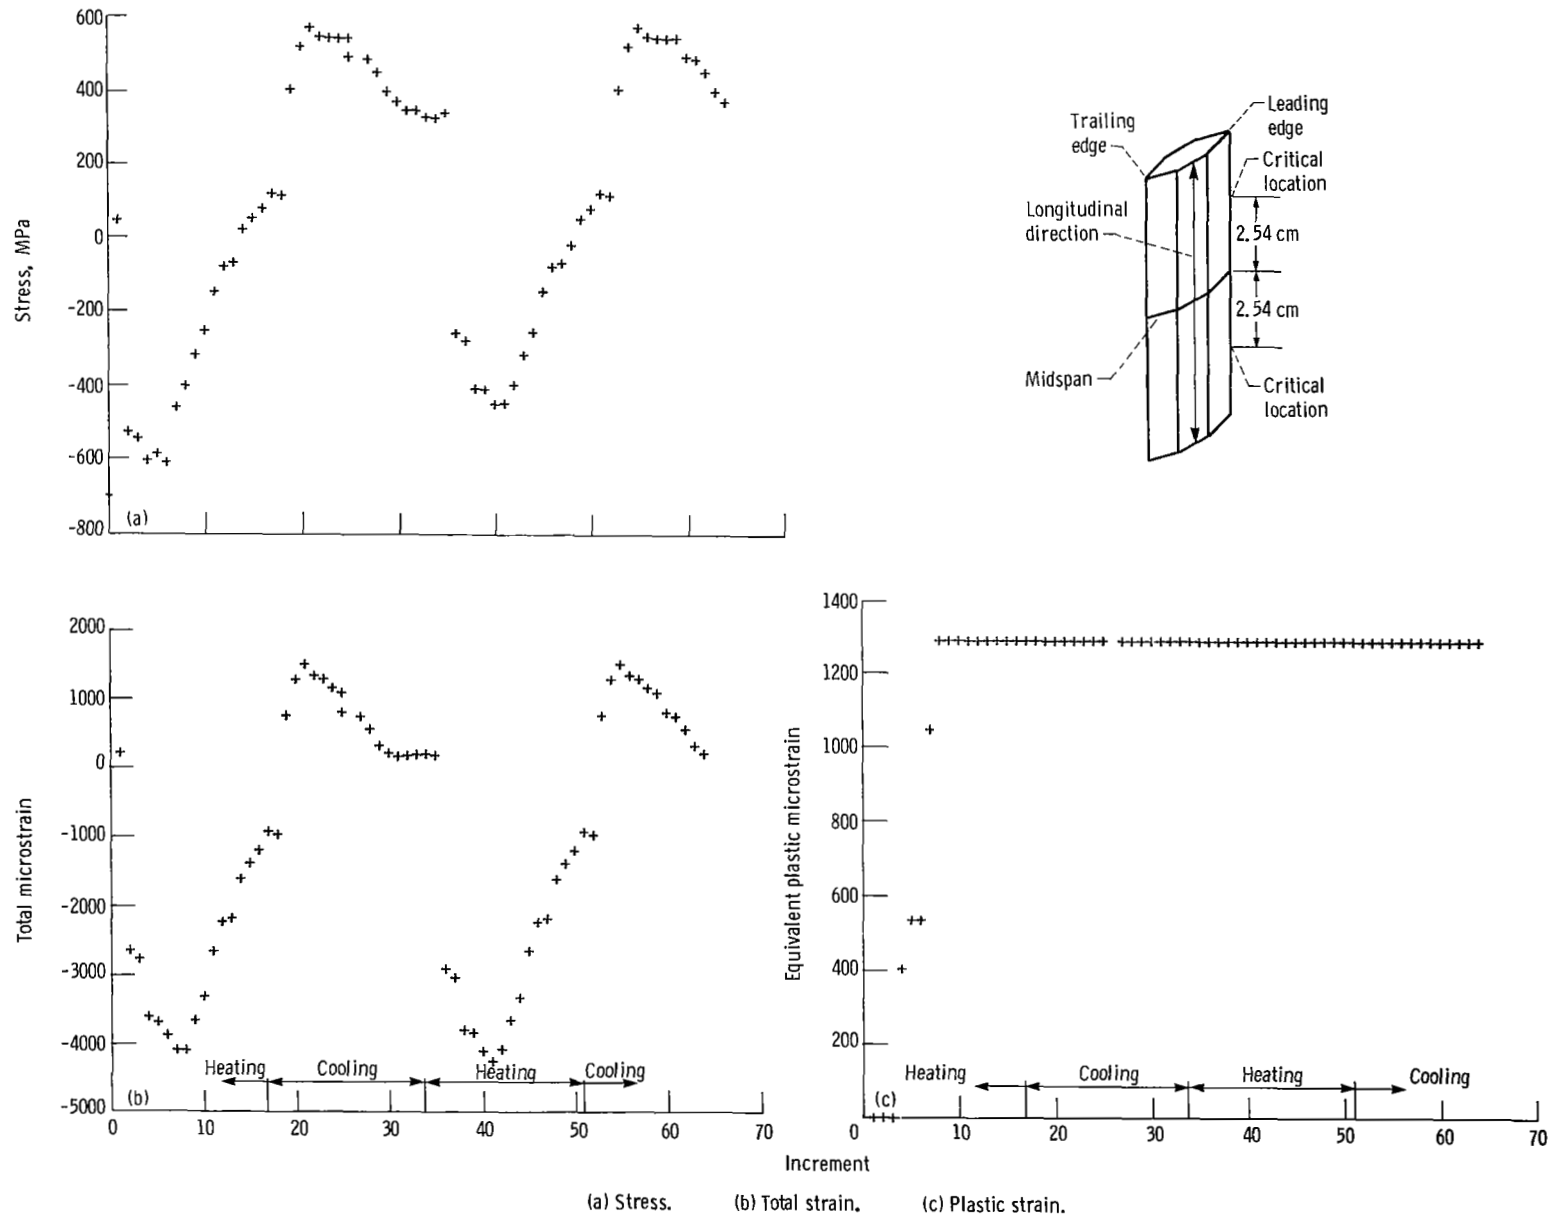 600
400
200
0
-200
-400
-600
-800
Stress, MPa
(a)
Trailing
edge
Leading
edge
Critical
location
Longitudinal
direction
2.54 cm
2.54 cm
Midspan
Critical
location
2000
1000
0
-1000
-2000
-3000
-4000
-5000
Total microstrain
Heating
Cooling
Heating
Cooling
(b)
0
10
20
30
40
50
60
70
1400
1200
1000
800
600
400
200
0
Equivalent plastic microstrain
Heating
Cooling
Heating
Cooling
(c)
10
20
30
40
50
60
70
Increment
(a) Stress. (b) Total strain. (c) Plastic strain.